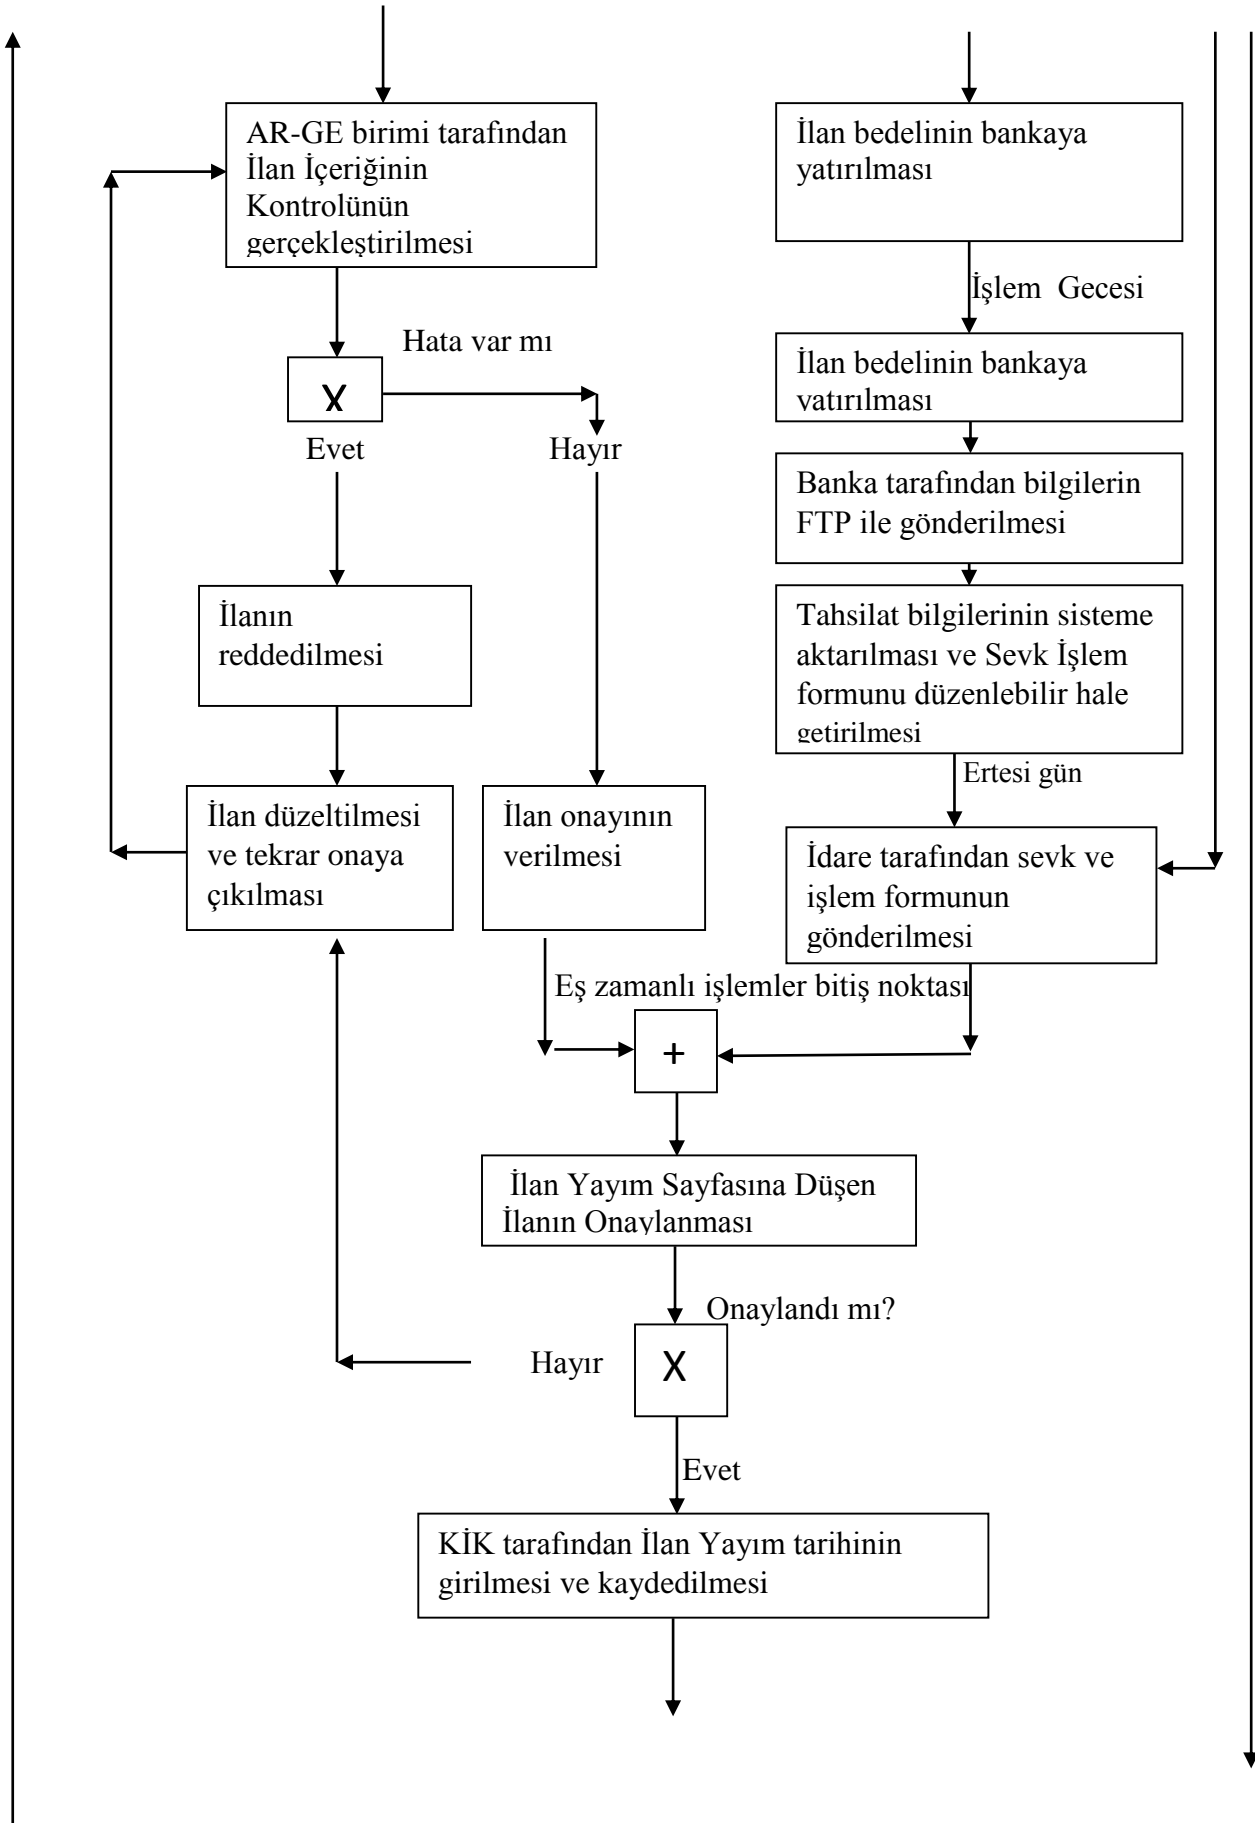 AR-GE birimi tarafından
İlan İçeriğinin
Kontrolünün
gerçekleştirilmesi
Hata var mı
X
Evet
Hayır
İlanın
reddedilmesi
İlan düzeltilmesi
ve tekrar onaya
çıkılması
İlan onayının
verilmesi
İlan bedelinin bankaya
yatırılması
İşlem Gecesi
İlan bedelinin bankaya
yatırılması
Banka tarafından bilgilerin
FTP ile gönderilmesi
Tahsilat bilgilerinin sisteme
aktarılması ve Sevk İşlem
formunu düzenlebilir hale
getirilmesi
Ertesi gün
İdare tarafından sevk ve
işlem formunun
gönderilmesi
Eş zamanlı işlemler bitiş noktası
+
İlan Yayım Sayfasına Düşen
İlanın Onaylanması
Onaylandı mı?
Hayır
X
Evet
KİK tarafından İlan Yayım tarihinin
girilmesi ve kaydedilmesi